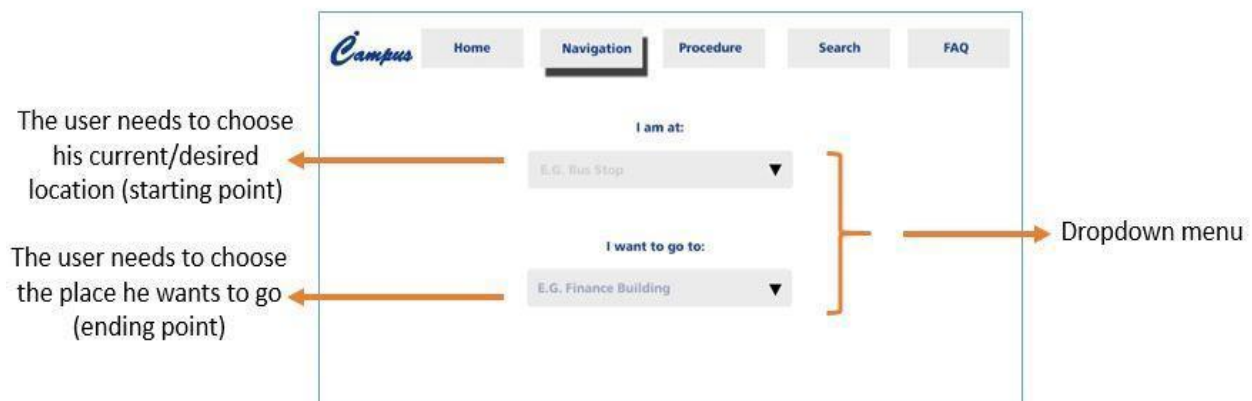 iCampus
Home
Navigation
Procedure
Search
FAQ
The user needs to choose
his current/desired
location (starting point)
I am at:
E.G. Bus Stop
Dropdown menu
The user needs to choose
the place he wants to go
(ending point)
I want to go to:
E.G. Finance Building